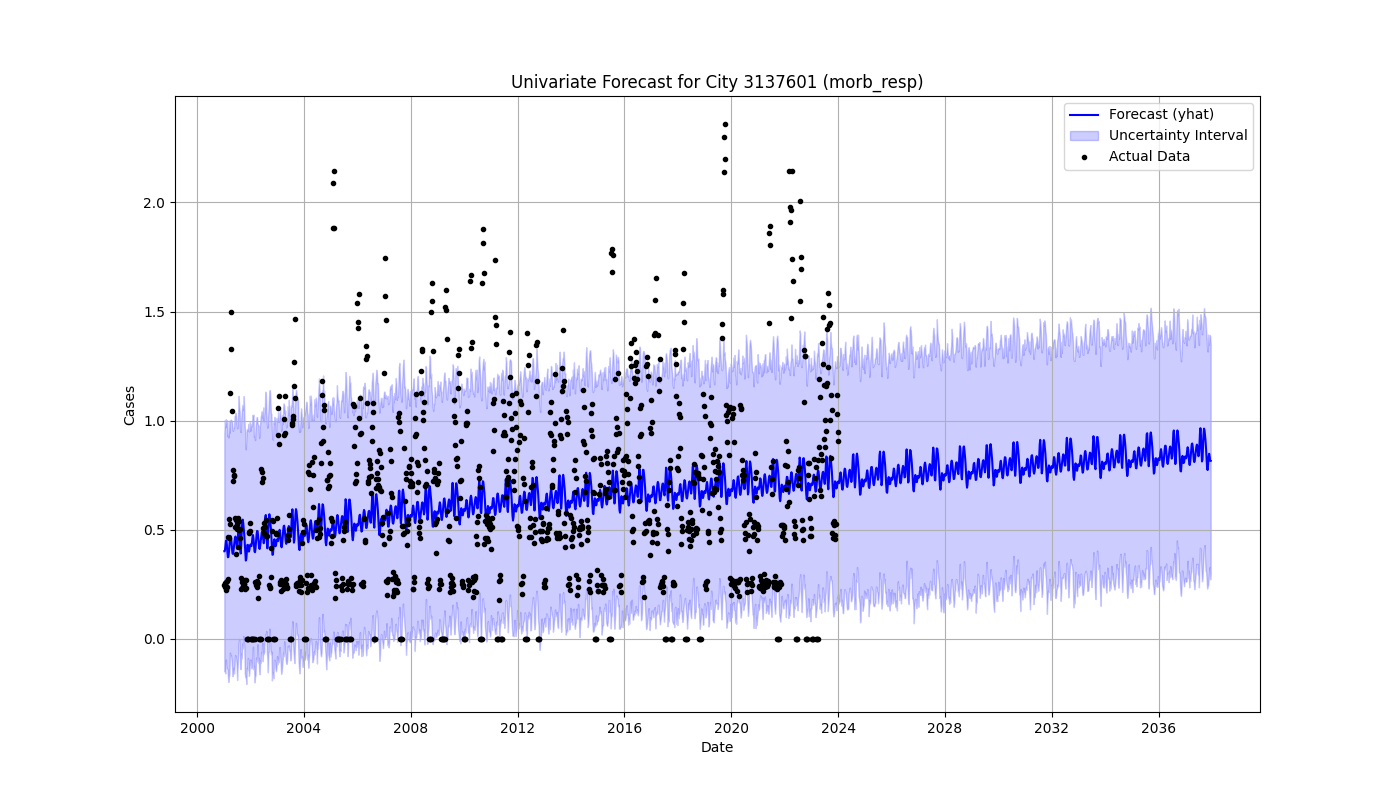 Univariate Forecast for City 3137601 (morb_resp)
Forecast (yhat)
Uncertainty Interval
Actual Data
Cases
2.0
1.5
1.0
0.5
0.0
2000 2004 2008 2012 2016 2020 2024 2028 2032 2036
Date